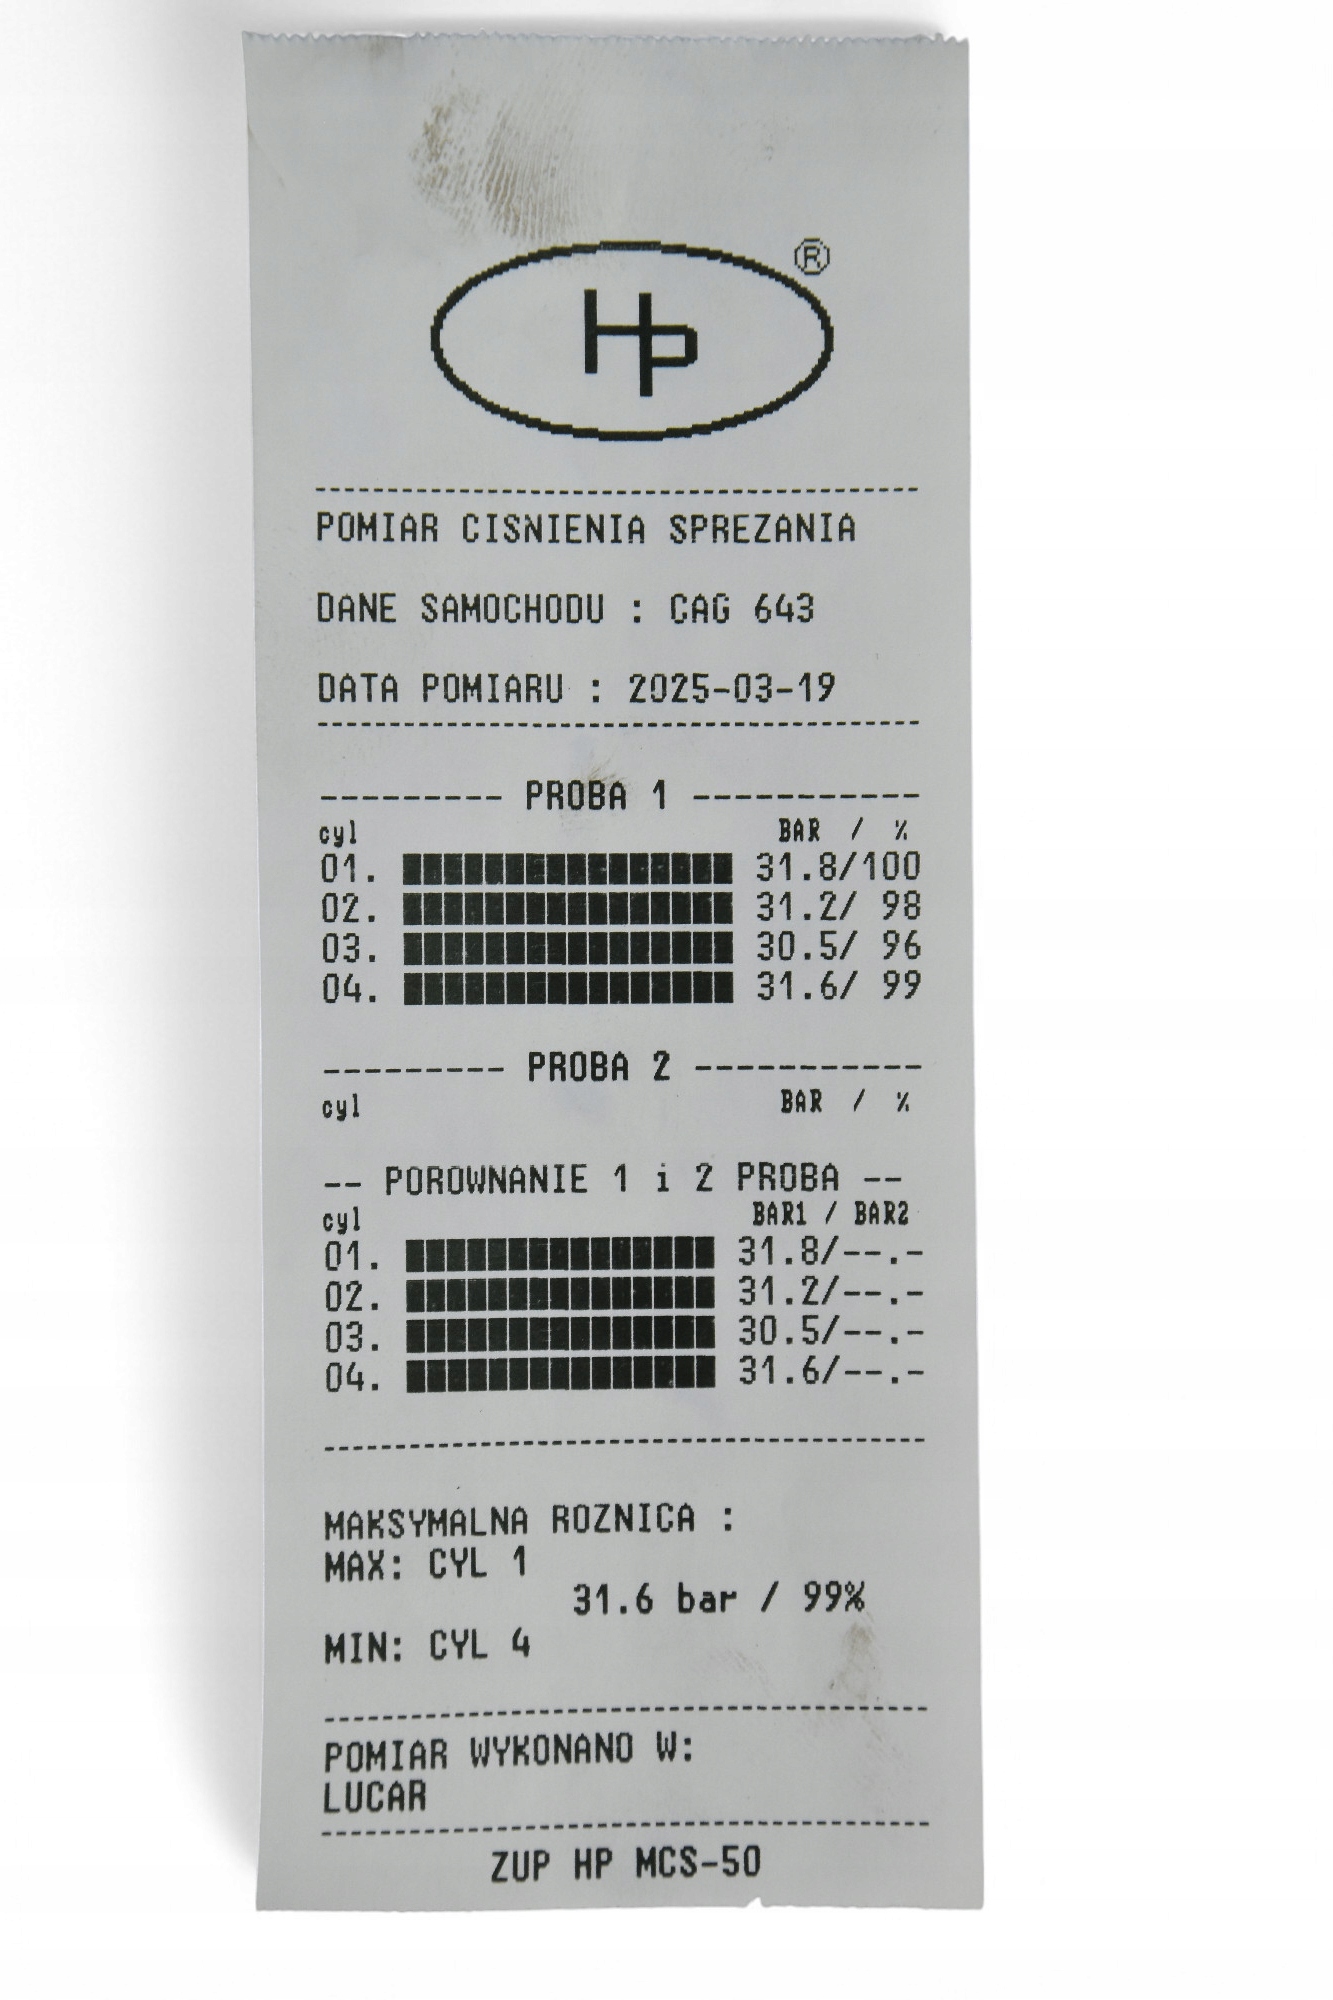 HP ®
POMIAR CISNIENIA SPREZANIA
DANE SAMOCHODU : CAG 643
DATA POMIARU : 2025-03-19
--------- PROBA 1 -----------
cyl BAR / %
01. 31.8/100
02. 31.2/ 98
03. 30.5/ 96
04. 31.6/ 99
--------- PROBA 2 -----------
cyl BAR / %
-- POROWNANIE 1 i 2 PROBA --
cyl BAR1 / BAR2
01. 31.8/--.-
02. 31.2/--.-
03. 30.5/--.-
04. 31.6/--.-
MAKSYMALNA ROZNICA :
MAX: CYL 1
31.6 bar / 99%
MIN: CYL 4
POMIAR WYKONANO W:
LUCAR
ZUP HP MCS-50